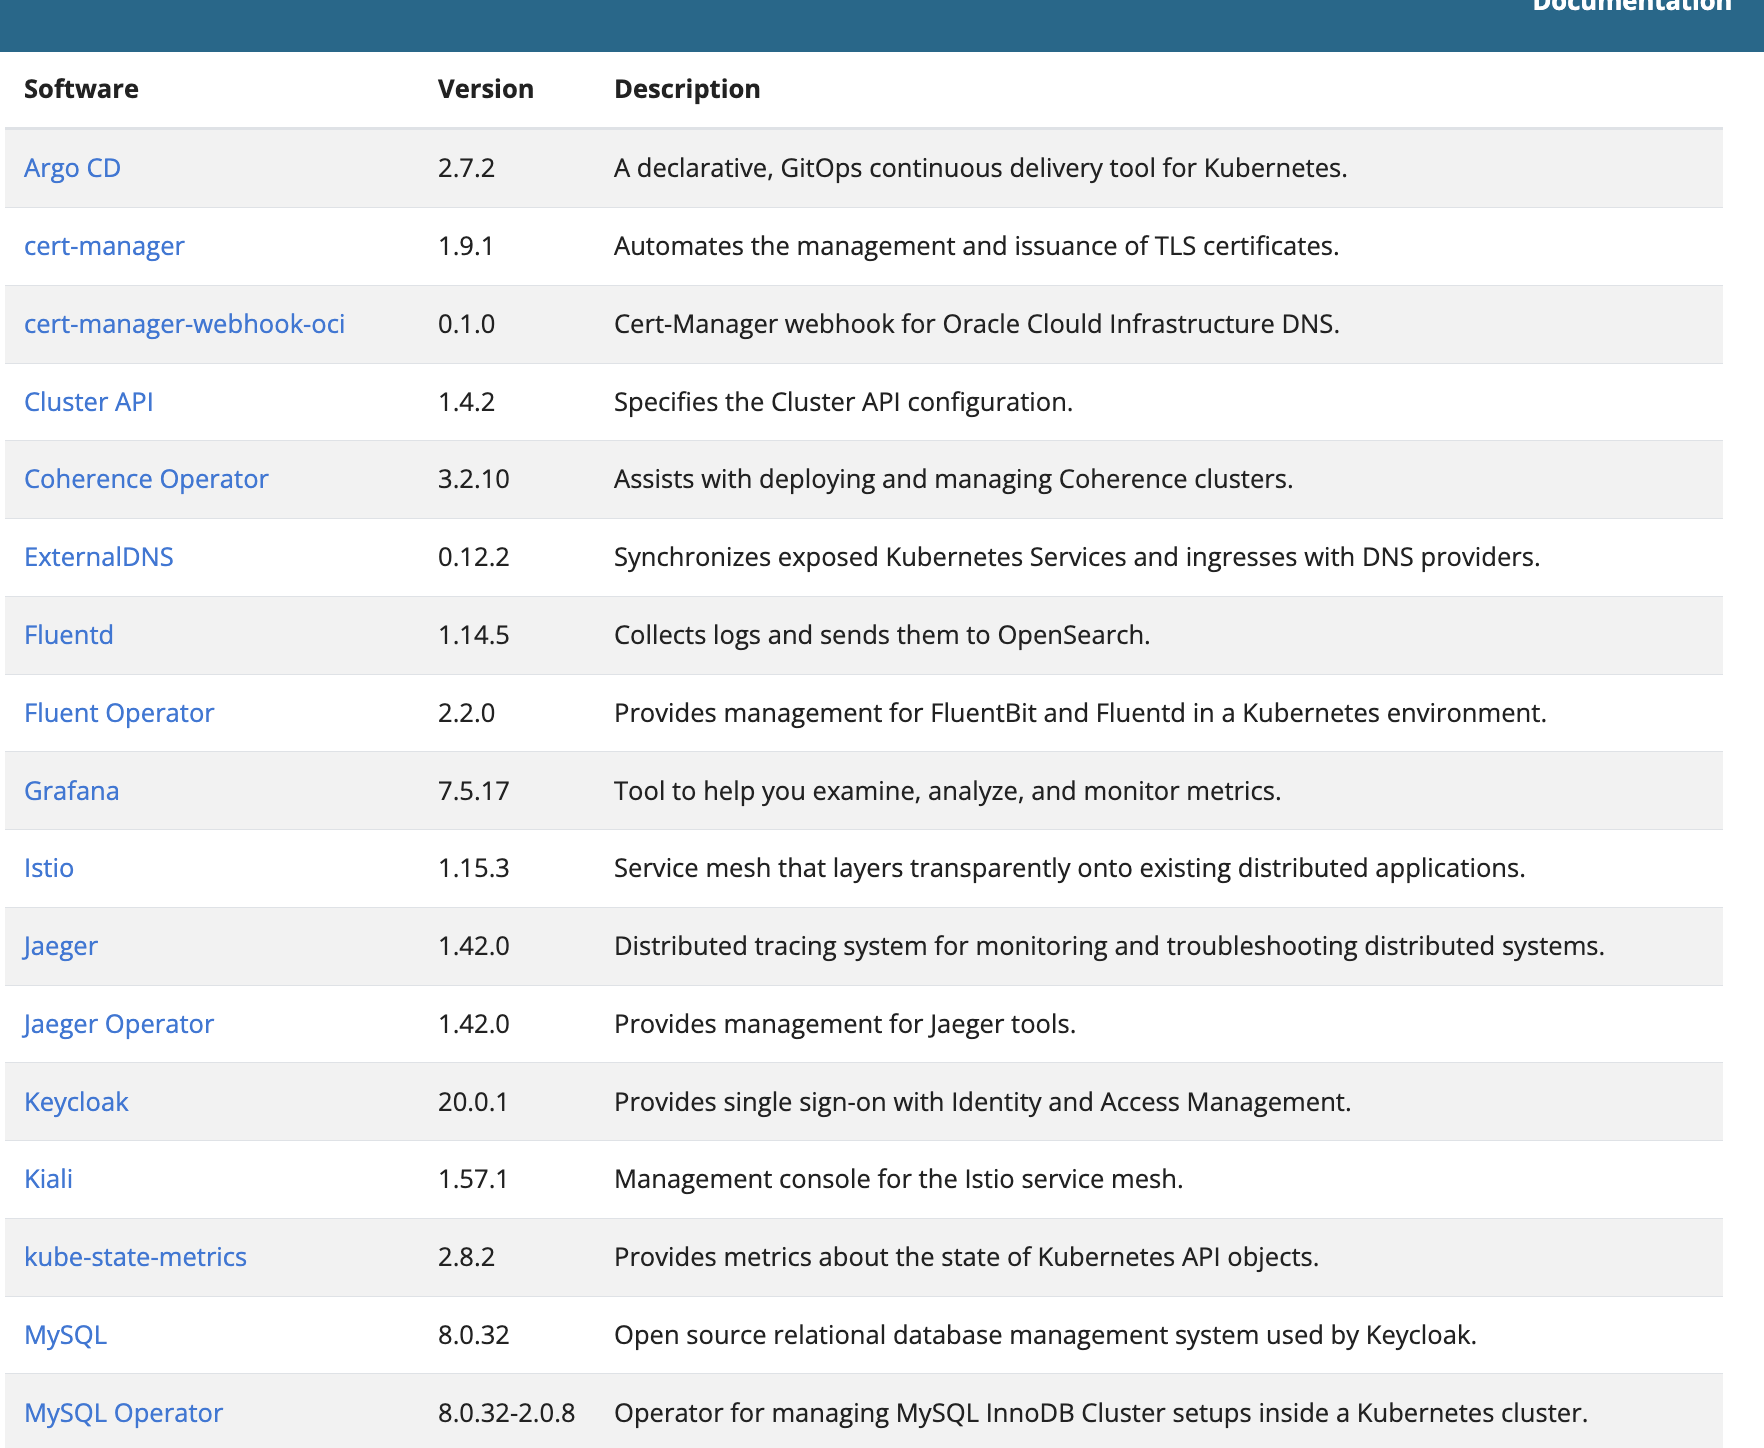 Documentation
Software Version Description
Argo CD 2.7.2 A declarative, GitOps continuous delivery tool for Kubernetes.
cert-manager 1.9.1 Automates the management and issuance of TLS certificates.
cert-manager-webhook-oci 0.1.0 Cert-Manager webhook for Oracle Clould Infrastructure DNS.
Cluster API 1.4.2 Specifies the Cluster API configuration.
Coherence Operator 3.2.10 Assists with deploying and managing Coherence clusters.
ExternalDNS 0.12.2 Synchronizes exposed Kubernetes Services and ingresses with DNS providers.
Fluentd 1.14.5 Collects logs and sends them to OpenSearch.
Fluent Operator 2.2.0 Provides management for FluentBit and Fluentd in a Kubernetes environment.
Grafana 7.5.17 Tool to help you examine, analyze, and monitor metrics.
Istio 1.15.3 Service mesh that layers transparently onto existing distributed applications.
Jaeger 1.42.0 Distributed tracing system for monitoring and troubleshooting distributed systems.
Jaeger Operator 1.42.0 Provides management for Jaeger tools.
Keycloak 20.0.1 Provides single sign-on with Identity and Access Management.
Kiali 1.57.1 Management console for the Istio service mesh.
kube-state-metrics 2.8.2 Provides metrics about the state of Kubernetes API objects.
MySQL 8.0.32 Open source relational database management system used by Keycloak.
MySQL Operator 8.0.32-2.0.8 Operator for managing MySQL InnoDB Cluster setups inside a Kubernetes cluster.